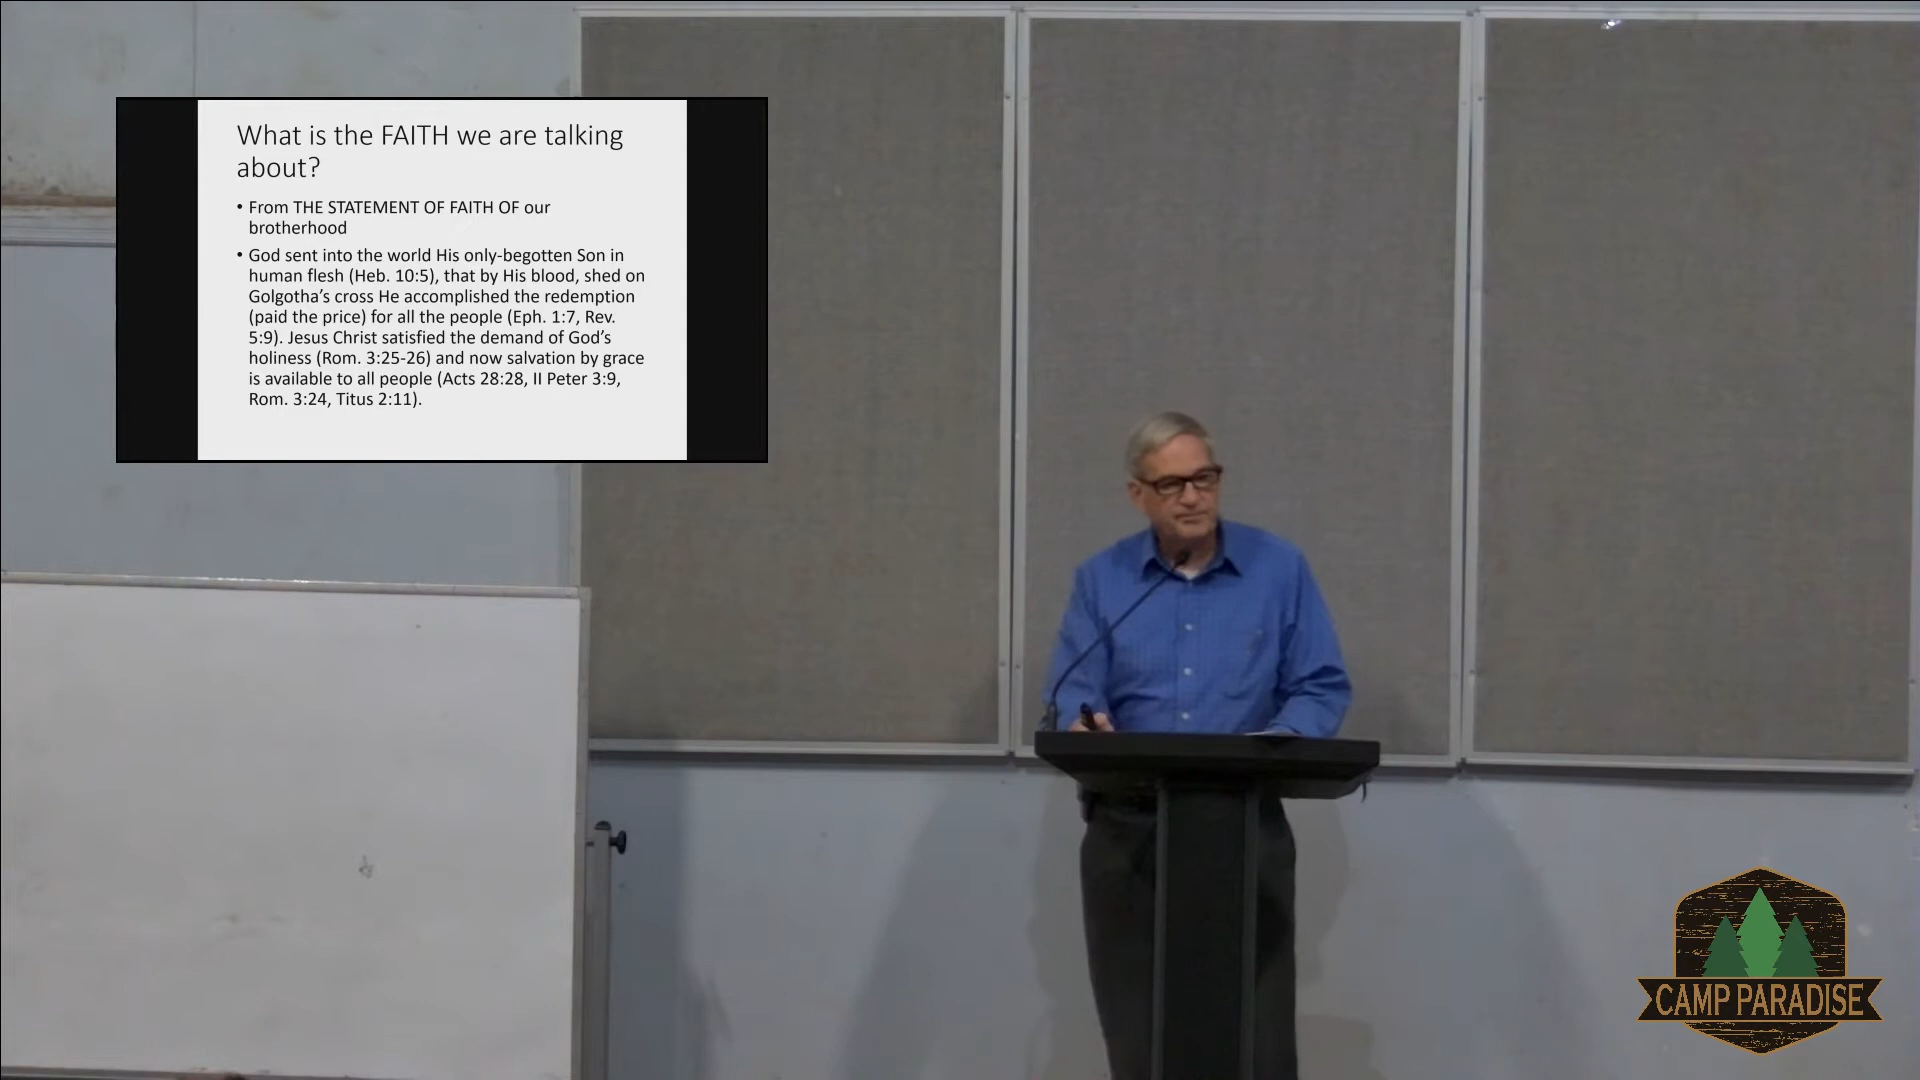 What is the FAITH we are talking
about?
• From THE STATEMENT OF FAITH OF our
brotherhood
• God sent into the world His only-begotten Son in
human flesh (Heb. 10:5), that by His blood, shed on
Golgotha’s cross He accomplished the redemption
(paid the price) for all the people (Eph. 1:7, Rev.
5:9). Jesus Christ satisfied the demand of God’s
holiness (Rom. 3:25-26) and now salvation by grace
is available to all people (Acts 28:28, II Peter 3:9,
Rom. 3:24, Titus 2:11).
CAMP PARADISE